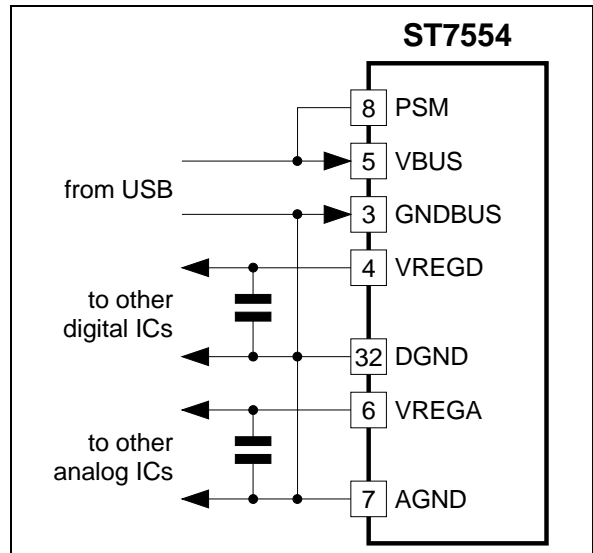 ST7554
8 PSM
5 VBUS
from USB
3 GNDBUS
4 VREGD
to other
digital ICs
32 DGND
6 VREGA
to other
analog ICs
7 AGND